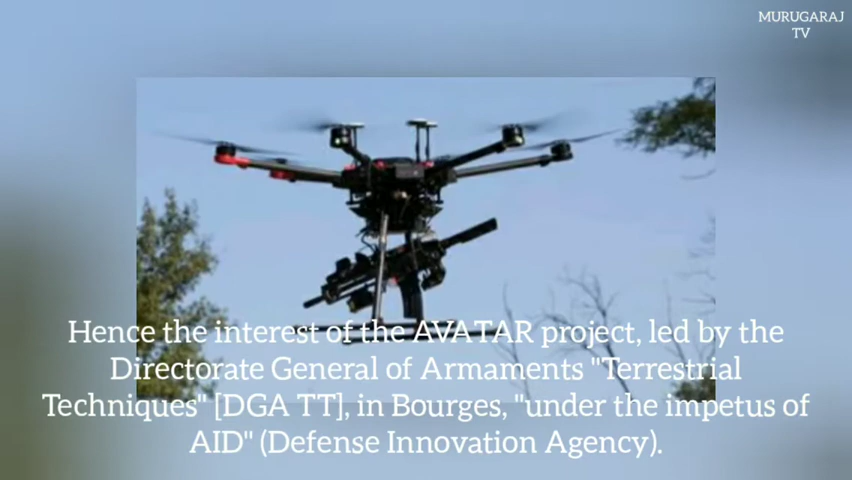 MURUGARAJ
TV
Hence the interest of the AVATAR project, led by the
Directorate General of Armaments "Terrestrial
Techniques" [DGA TT], in Bourges, "under the impetus of
AID" (Defense Innovation Agency).